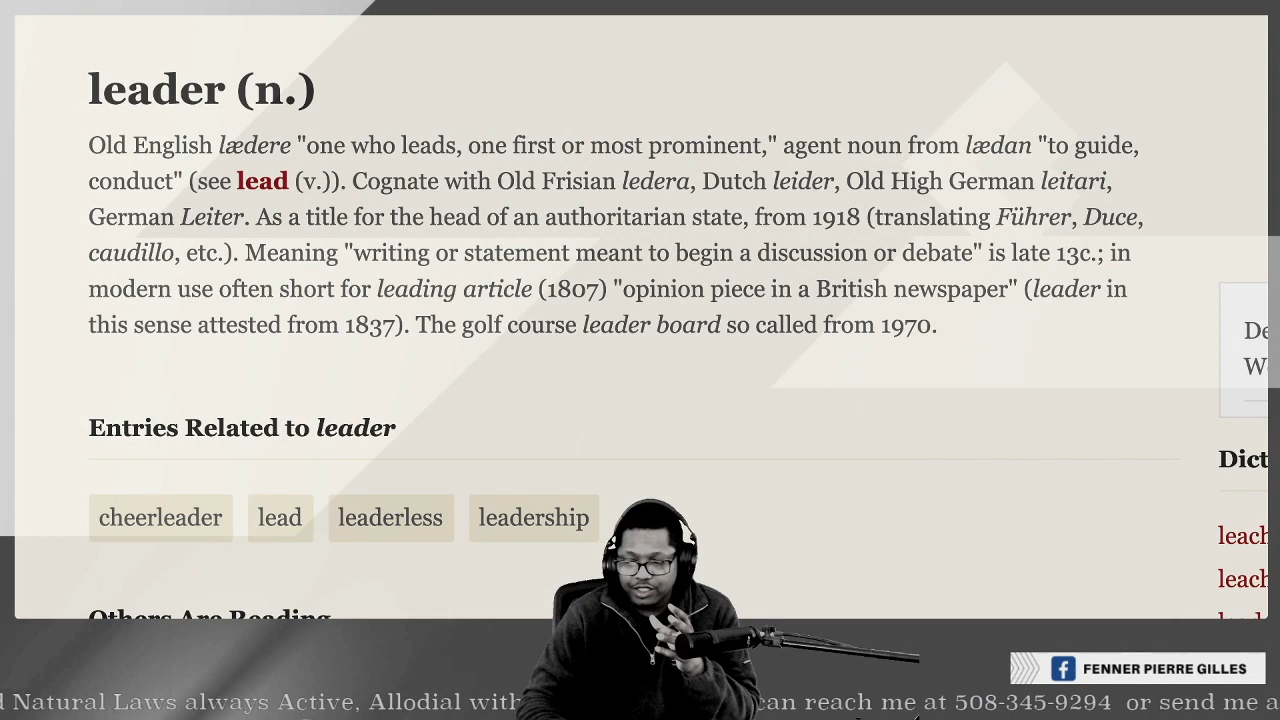 leader (n.)
Old English lædere "one who leads, one first or most prominent," agent noun from lædan "to guide,
conduct" (see lead (v.)). Cognate with Old Frisian ledera, Dutch leider, Old High German leitari,
German Leiter. As a title for the head of an authoritarian state, from 1918 (translating Führer, Duce,
caudillo, etc.). Meaning "writing or statement meant to begin a discussion or debate" is late 13c.; in
modern use often short for leading article (1807) "opinion piece in a British newspaper" (leader in
this sense attested from 1837). The golf course leader board so called from 1970.
Entries Related to leader
cheerleader lead leaderless leadership
Others Are Reading
Dict
leach
leach
FENNER PIERRE GILLES
d Natural Laws always Active, Allodial with can reach me at 508-345-9294 or send me a